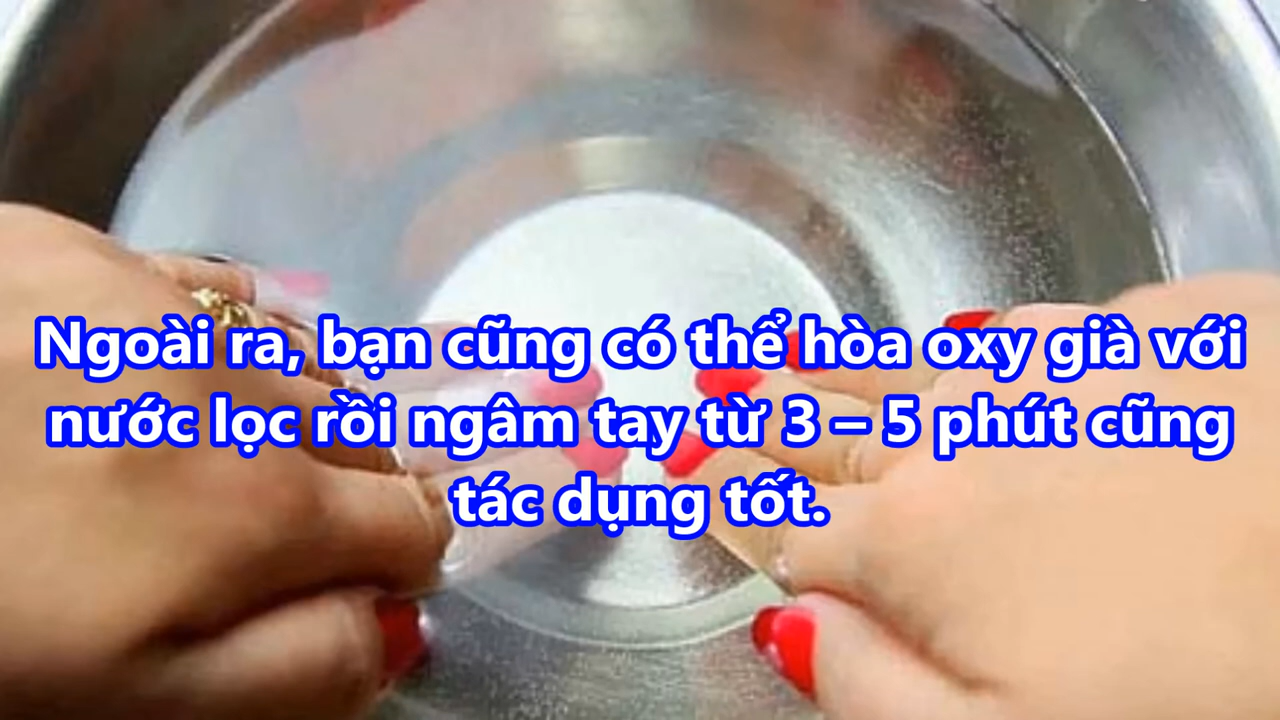 Ngoài ra, bạn cũng có thể hòa oxy già với
nước lọc rồi ngâm tay từ 3 – 5 phút cũng
tác dụng tốt.